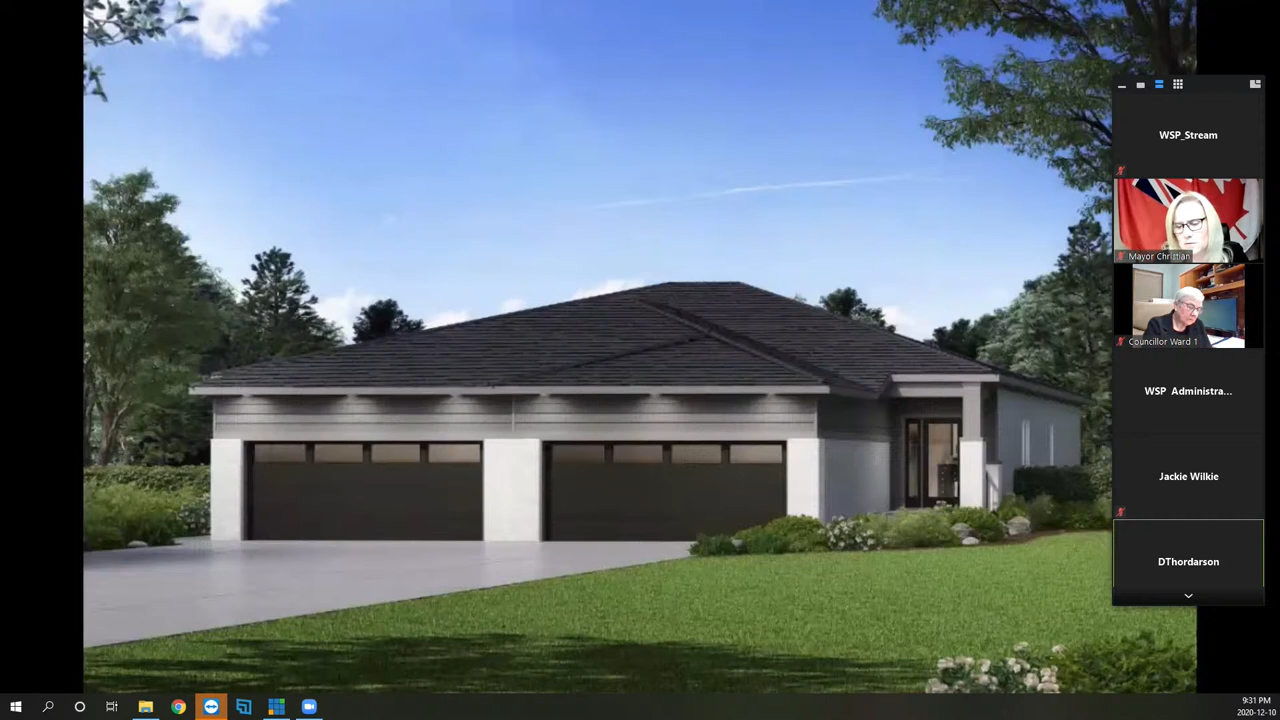 WSP_Stream
Mayor Christian
Councillor Ward 1
WSP Administra...
Jackie Wilkie
DThordarson
9:31 PM
2020-12-10